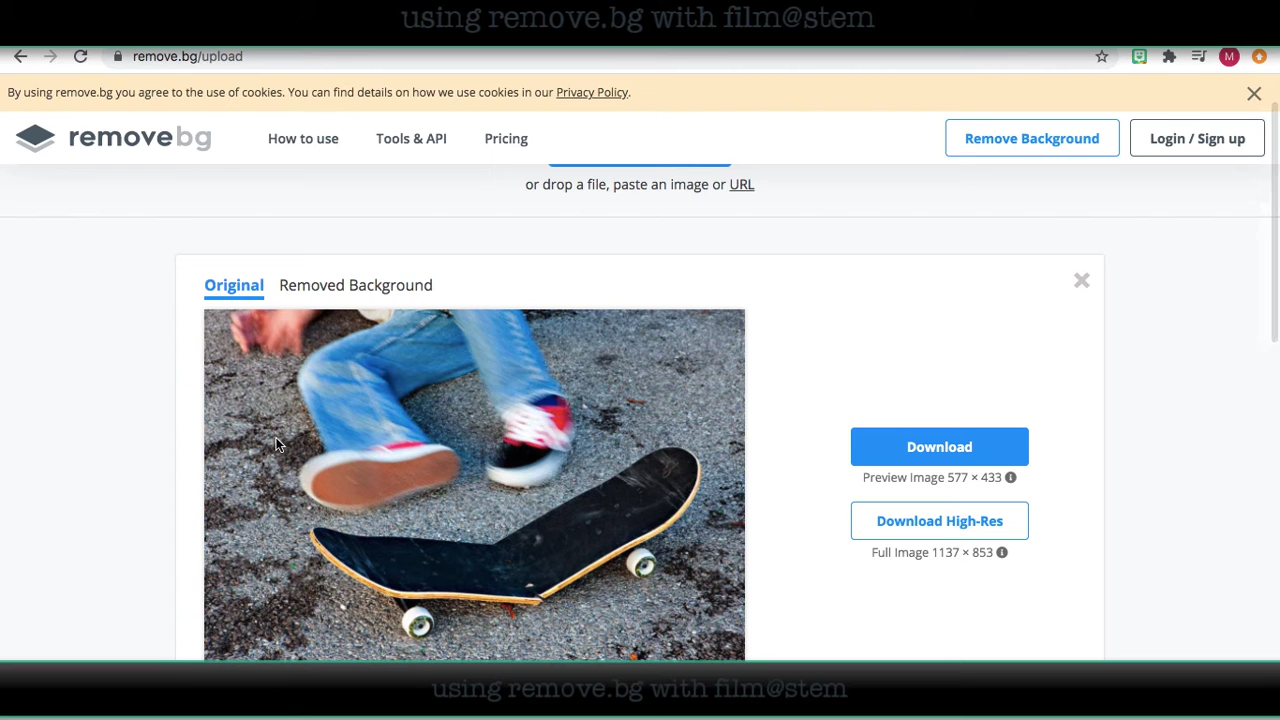 using remove.bg with film@stem
remove.bg/upload
M
By using remove.bg you agree to the use of cookies. You can find details on how we use cookies in our Privacy Policy.
removebg
How to use
Tools & API
Pricing
Remove Background
Login / Sign up
or drop a file, paste an image or URL
Original
Removed Background
Download
Preview Image 577 × 433
Download High-Res
Full Image 1137 × 853
using remove.bg with film@stem